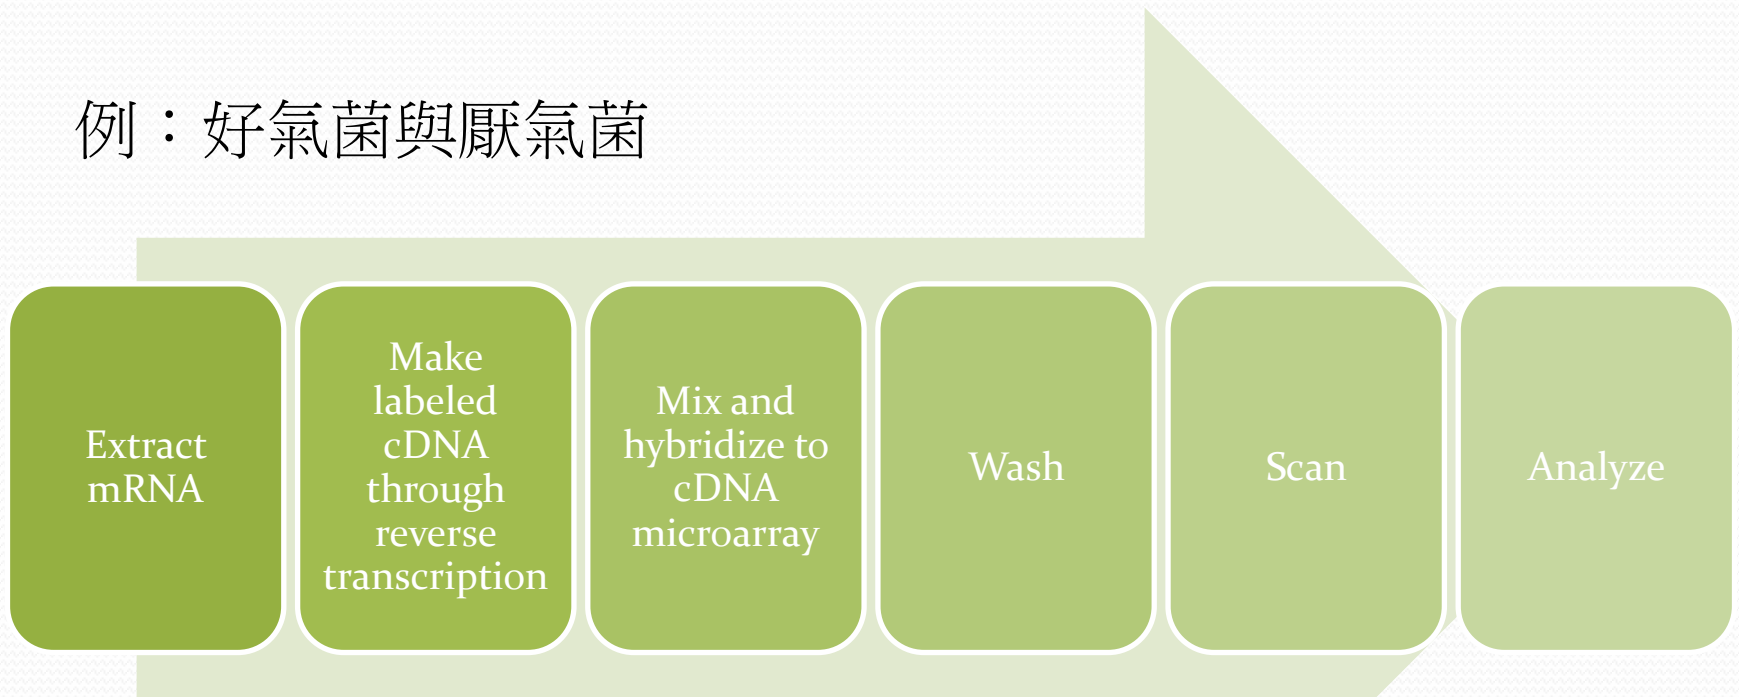 例：好氣菌與厭氣菌
Extract
mRNA
Make
labeled
cDNA
through
reverse
transcription
Mix and
hybridize to
cDNA
microarray
Wash
Scan
Analyze